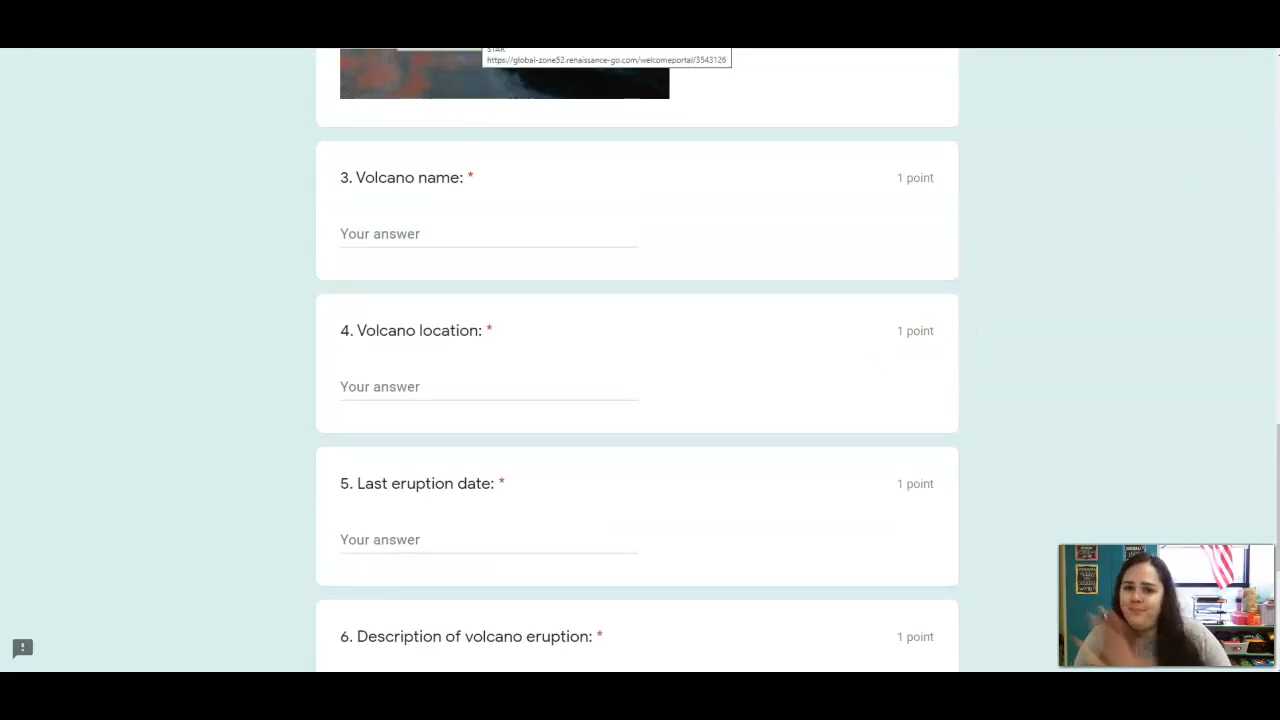 STAR
https://global-zone52.renaissance-go.com/welcomeportal/3543126
3. Volcano name: *
1 point
Your answer
4. Volcano location: *
1 point
Your answer
5. Last eruption date: *
1 point
Your answer
6. Description of volcano eruption: *
1 point